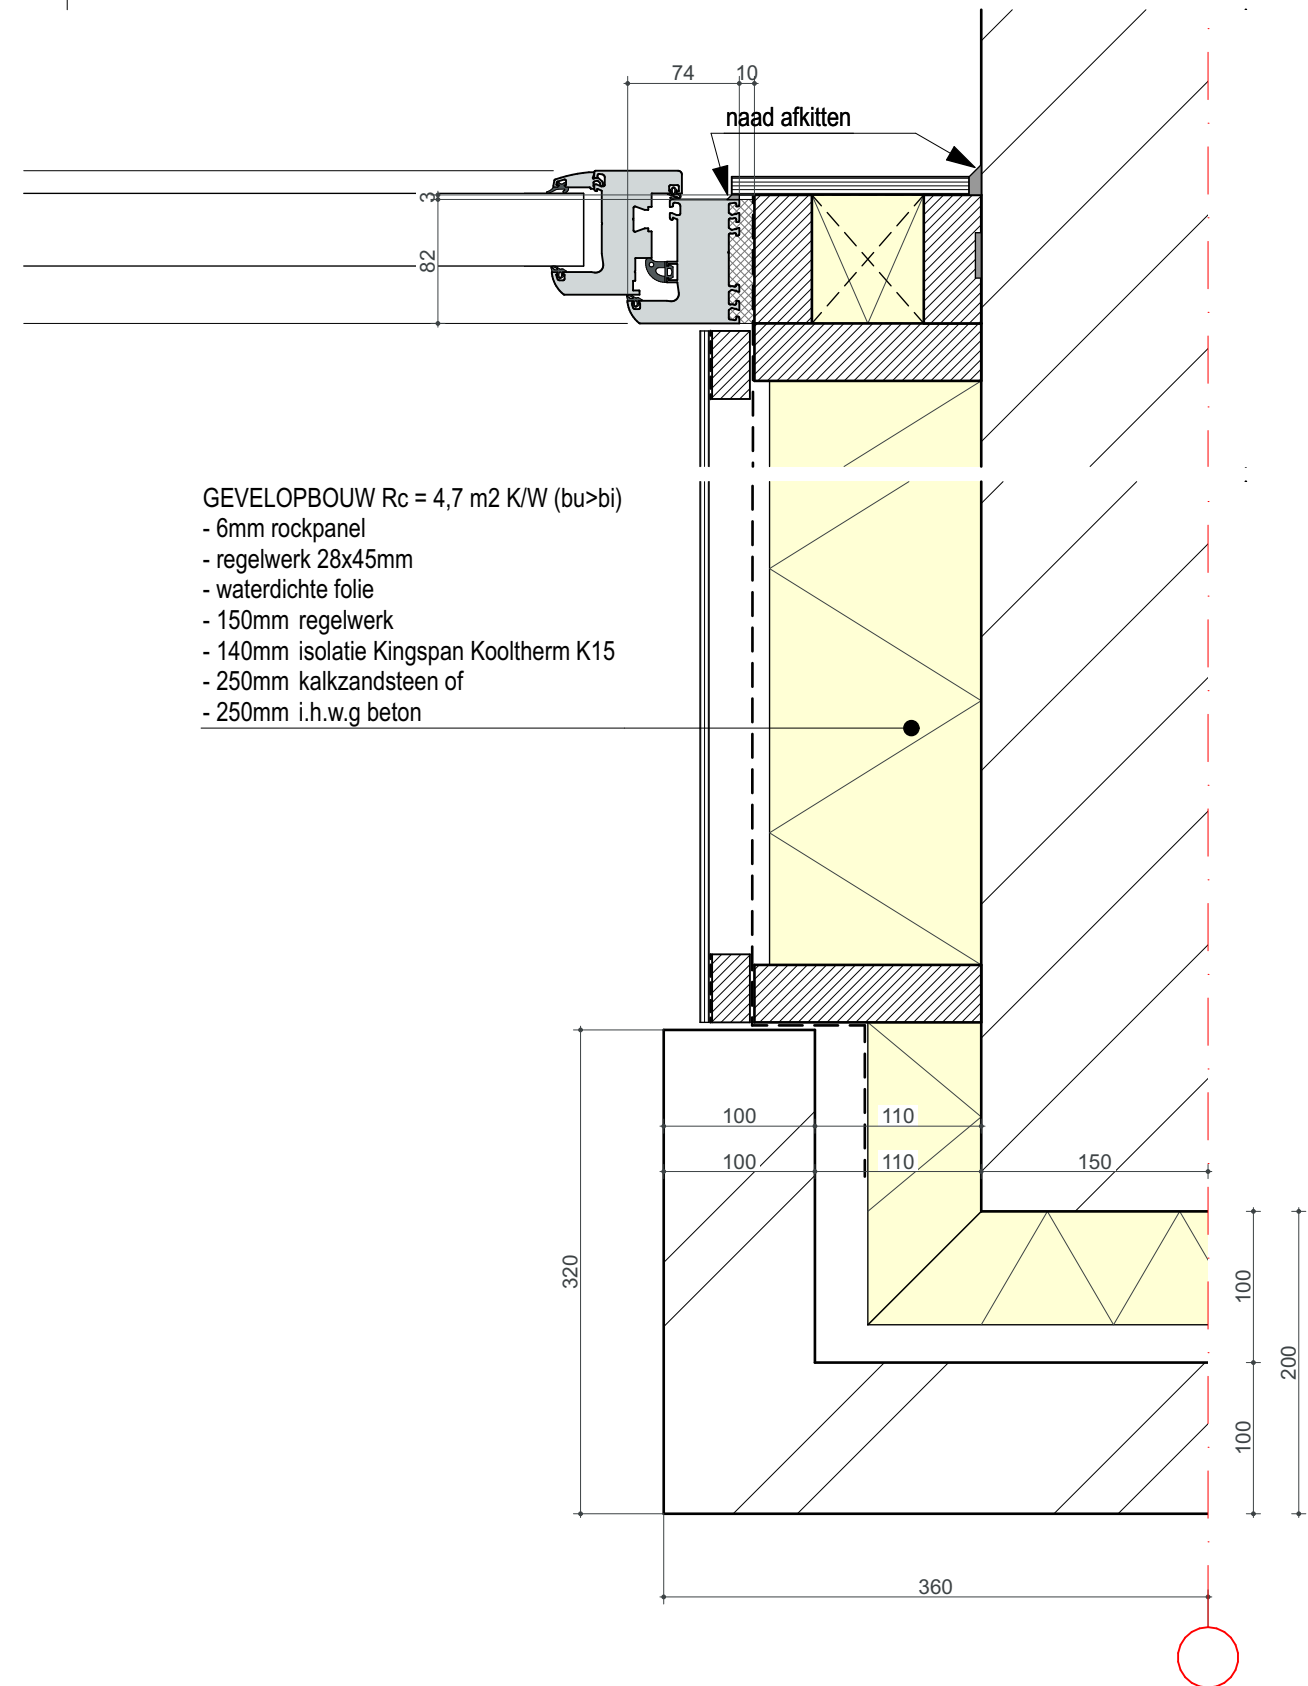 74
10
naad afkitten
3
82
GEVELOPBOUW Rc = 4,7 m2 K/W (bu>bi)
- 6mm rockpanel
- regelwerk 28x45mm
- waterdichte folie
- 150mm regelwerk
- 140mm isolatie Kingspan Kooltherm K15
- 250mm kalkzandsteen of
- 250mm i.h.w.g beton
100
110
100
110
150
320
100
200
100
360